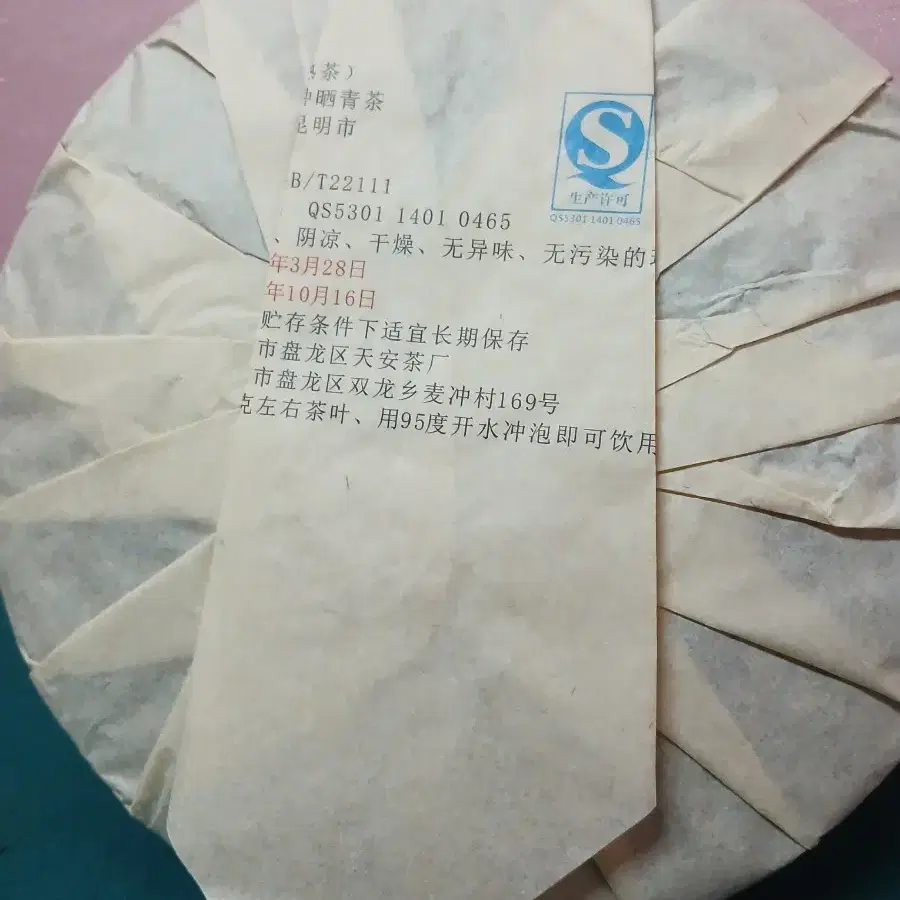 茶）
晒青茶
昆明市
B/T22111
QS5301 1401 0465
、阴凉、干燥、无异味、无污染的
年3月28日
年10月16日
贮存条件下适宜长期保存
市盘龙区天安茶厂
市盘龙区双龙乡麦冲村169号
克左右茶叶、用95度开水冲泡即可饮用
S
生产许可
QS5301 1401 0465